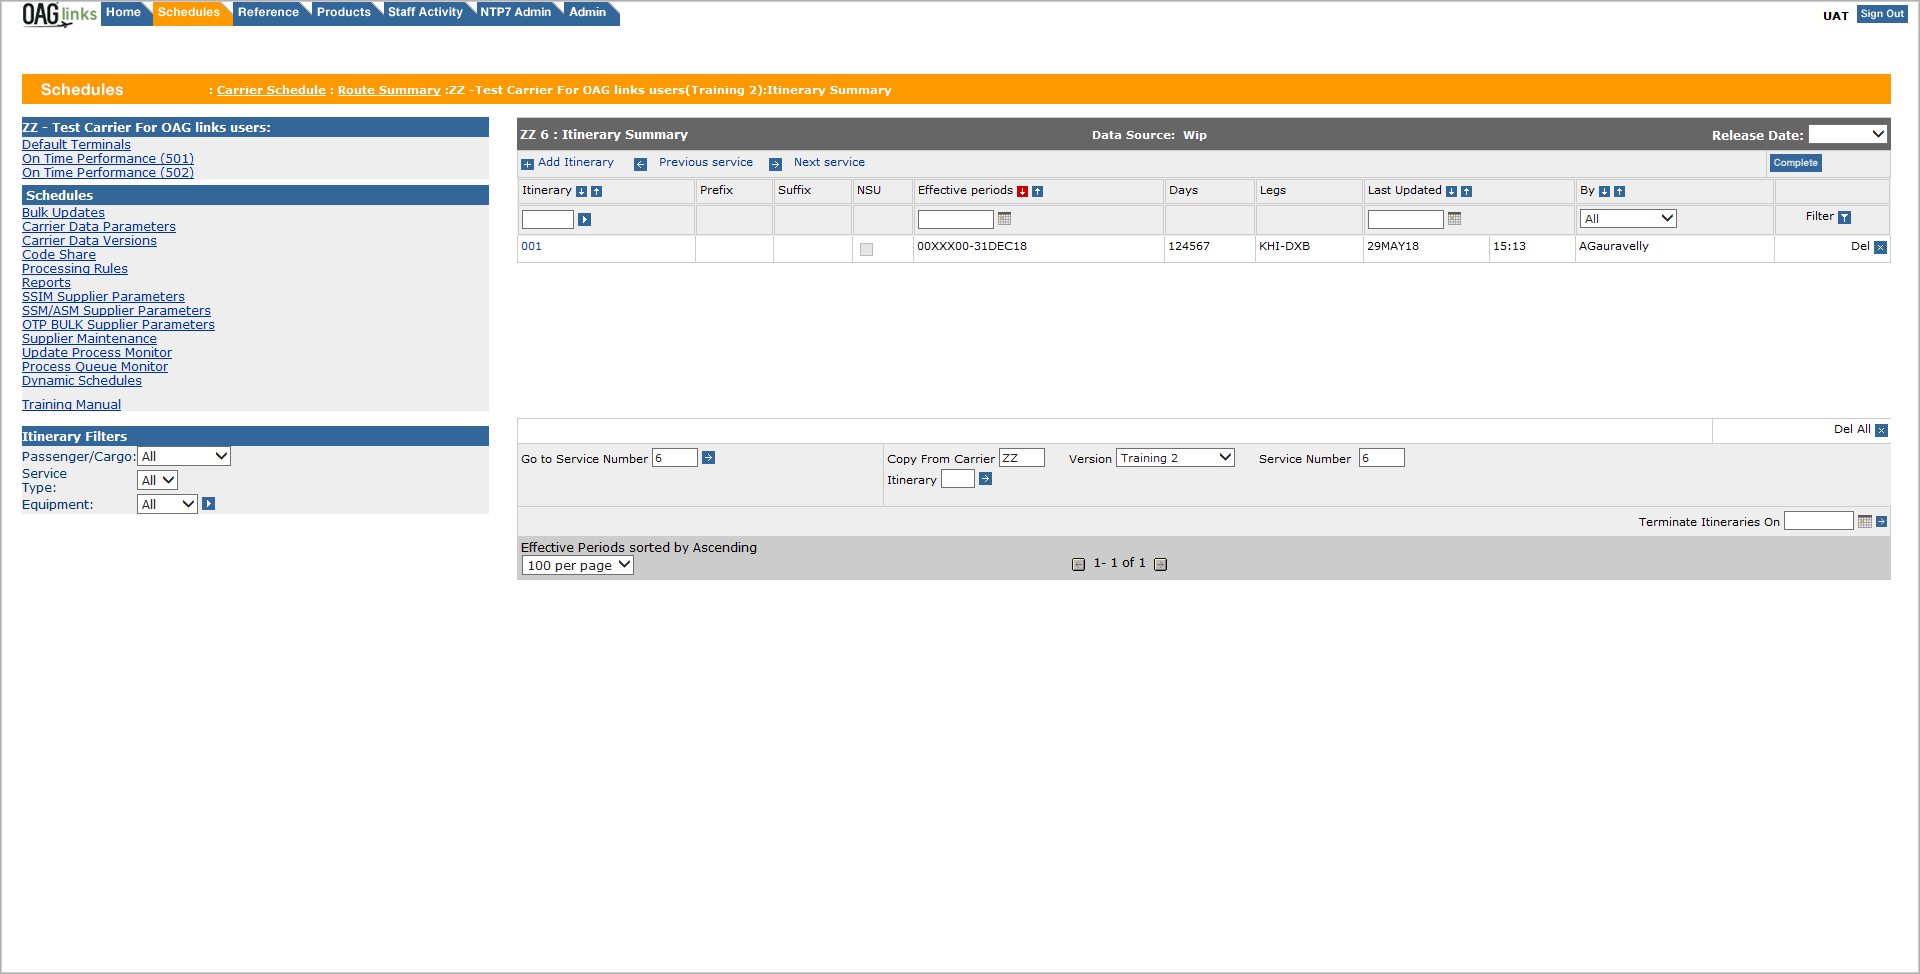 OAG links Home Schedules Reference Products Staff Activity NTP7 Admin Admin UAT Sign Out
Schedules : Carrier Schedule : Route Summary :ZZ -Test Carrier For OAG links users(Training 2):Itinerary Summary
ZZ - Test Carrier For OAG links users:
Default Terminals
On Time Performance (501)
On Time Performance (502)
Schedules
Bulk Updates
Carrier Data Parameters
Carrier Data Versions
Code Share
Processing Rules
Reports
SSIM Supplier Parameters
SSM/ASM Supplier Parameters
OTP BULK Supplier Parameters
Supplier Maintenance
Update Process Monitor
Process Queue Monitor
Dynamic Schedules
Training Manual
Itinerary Filters
Passenger/Cargo: All
Service
Type: All
Equipment: All
ZZ 6 : Itinerary Summary Data Source: Wip Release Date:
Add Itinerary Previous service Next service Complete
Itinerary Prefix Suffix NSU Effective periods Days Legs Last Updated By
All Filter
001 00XXX00-31DEC18 124567 KHI-DXB 29MAY18 15:13 AGauravelly Del
Del All
Go to Service Number 6 Copy From Carrier ZZ Version Training 2 Service Number 6
Itinerary
Terminate Itineraries On
Effective Periods sorted by Ascending
100 per page 1- 1 of 1